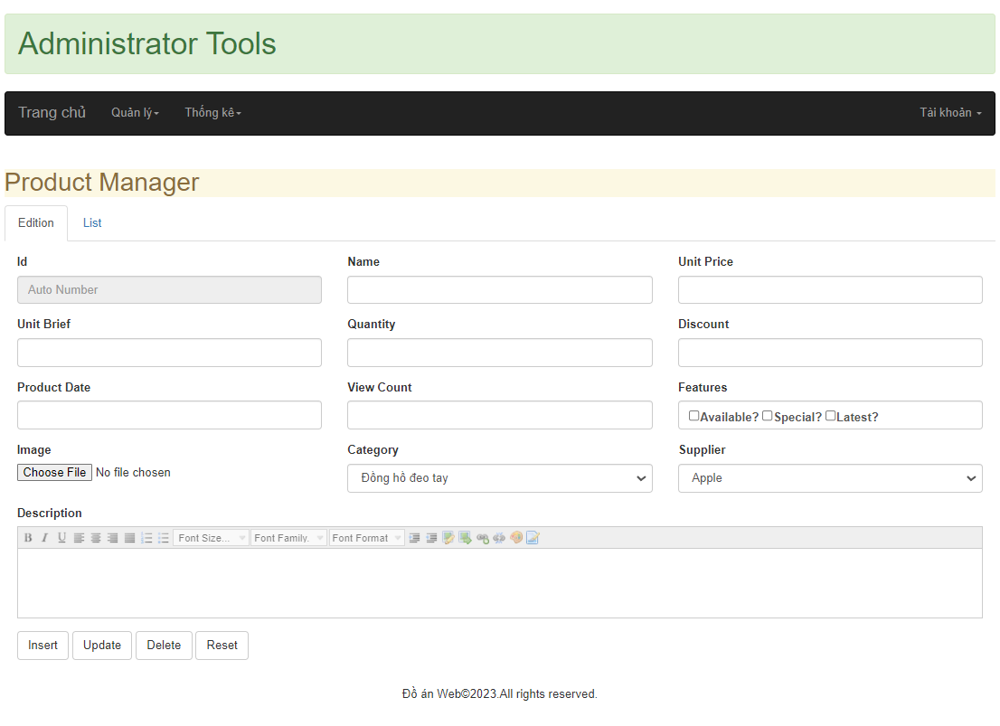 Administrator Tools
Trang chủ Quản lý Thống kê Tài khoản
Product Manager
Edition List
Id Name Unit Price
Auto Number
Unit Brief Quantity Discount
Product Date View Count Features
Available? Special? Latest?
Image Category Supplier
Choose File No file chosen Đồng hồ đeo tay Apple
Description
B I U Font Size... Font Family. Font Format
Insert Update Delete Reset
Đồ án Web©2023.All rights reserved.